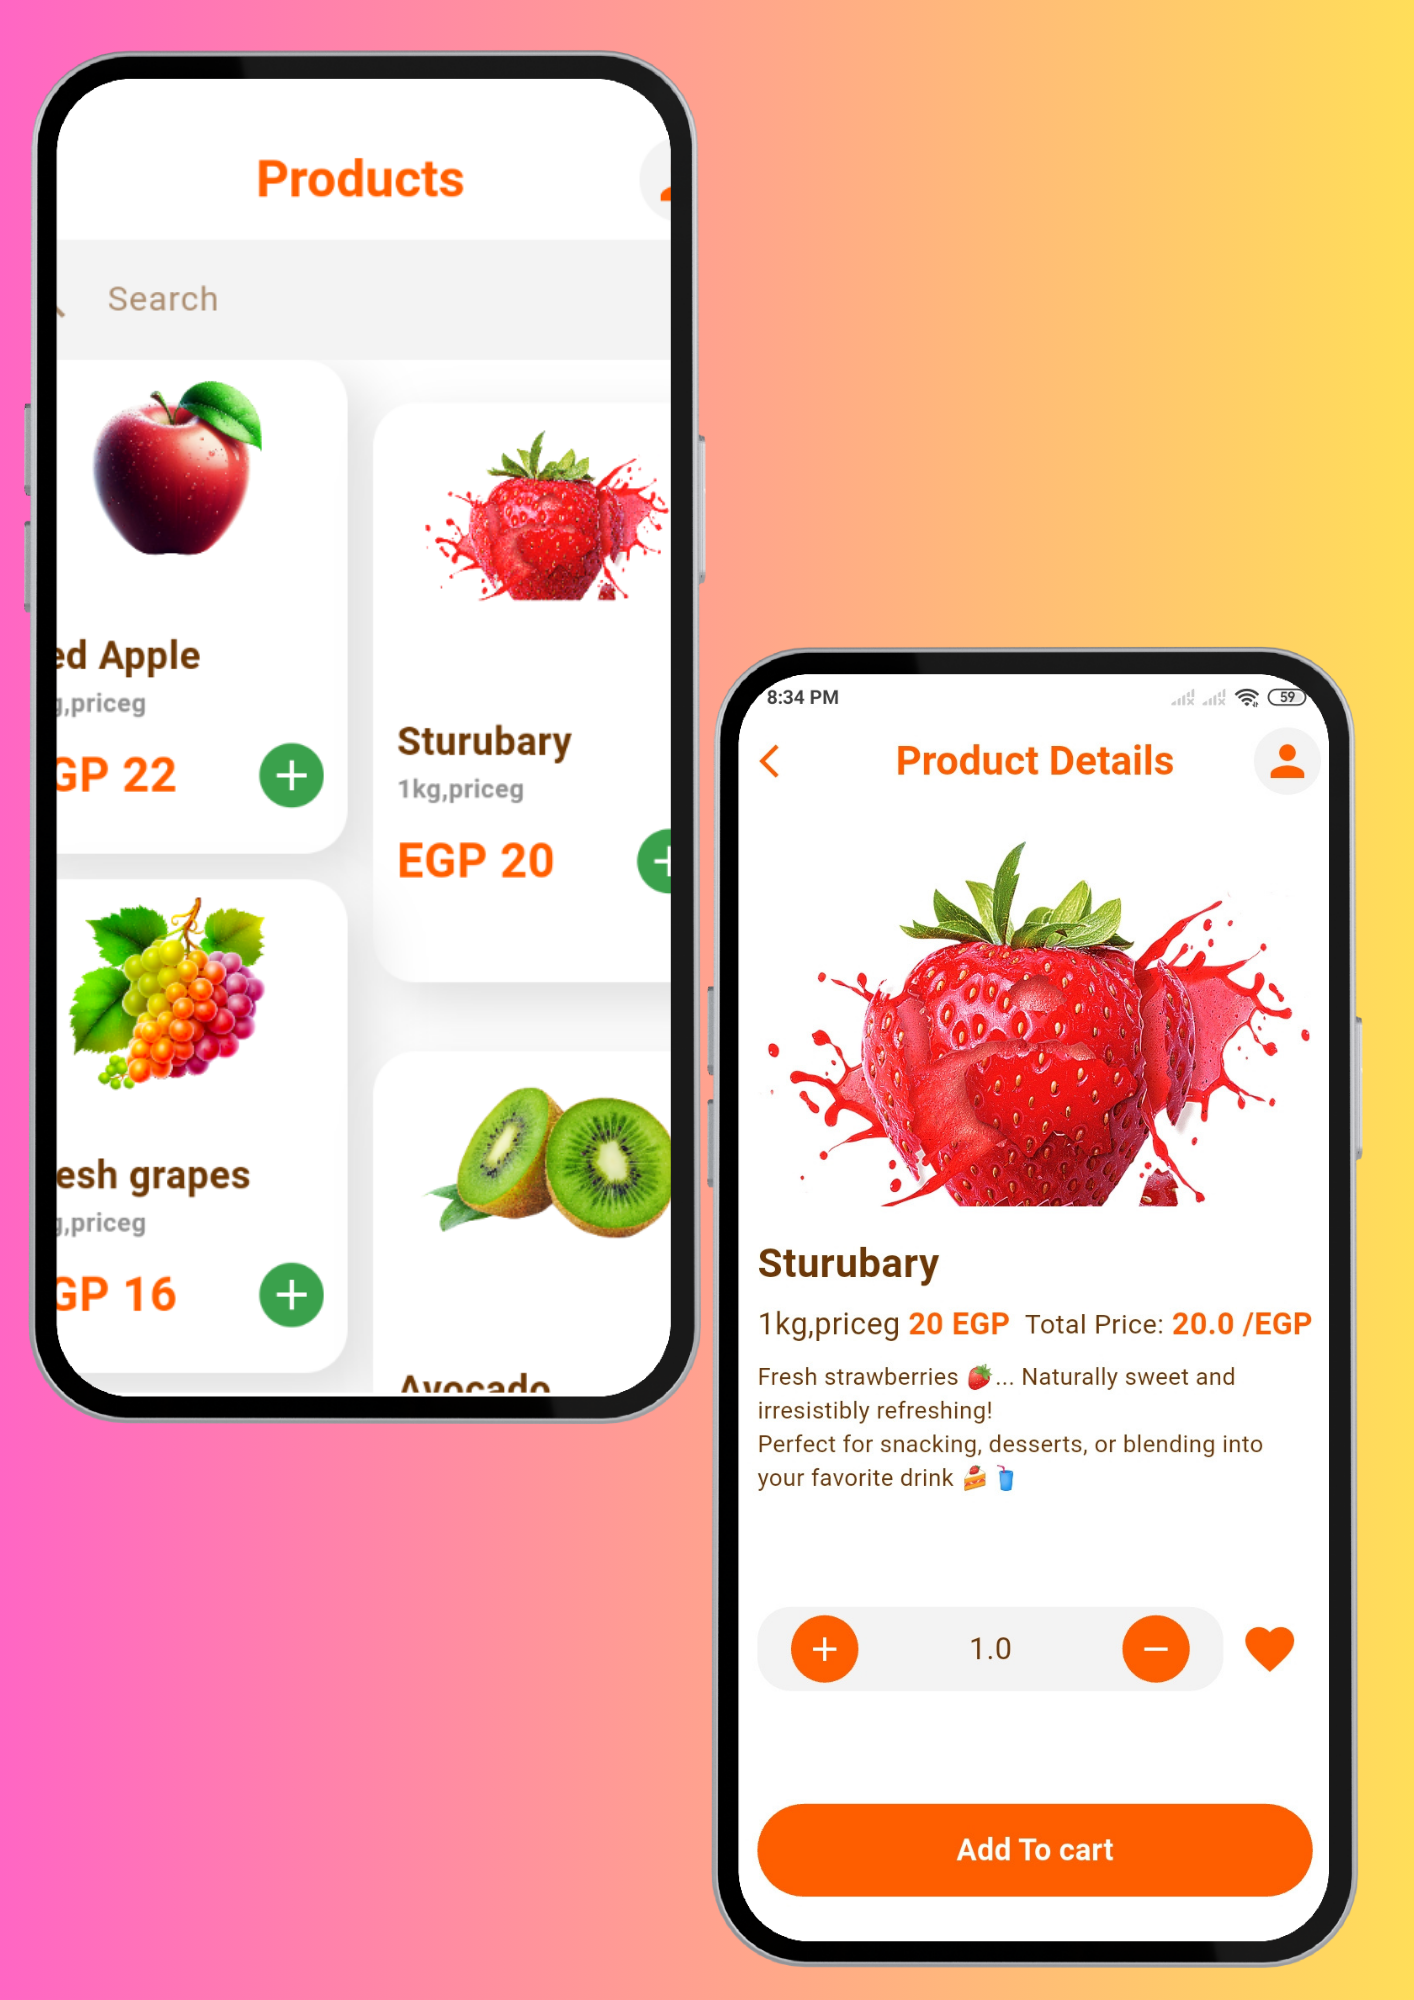 Products
Search
ed Apple
g,priceg
GP 22
Sturubary
1kg,priceg
EGP 20
esh grapes
g,priceg
GP 16
Avocado
8:34 PM
59
Product Details
Sturubary
1kg,priceg 20 EGP Total Price: 20.0 /EGP
Fresh strawberries 🍓... Naturally sweet and
irresistibly refreshing!
Perfect for snacking, desserts, or blending into
your favorite drink 🍰 🥤
1.0
Add To cart